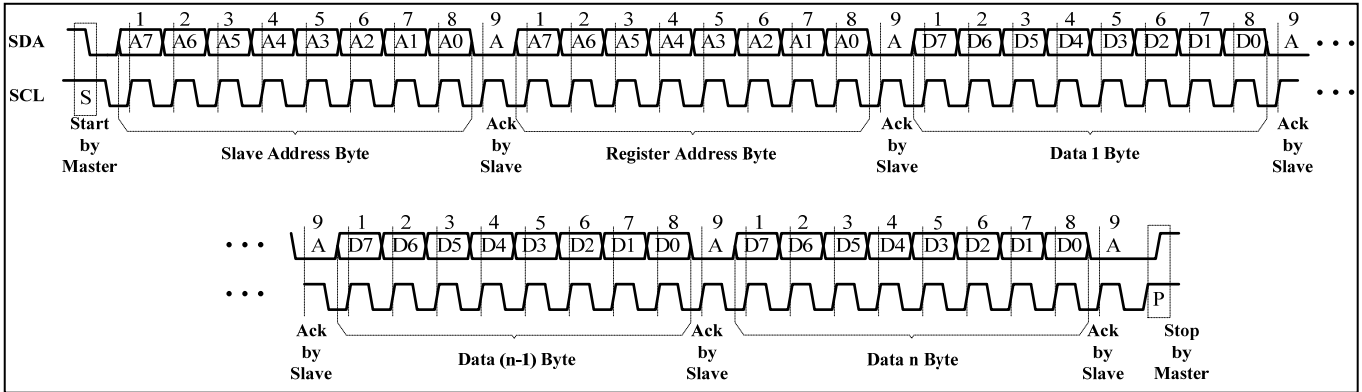 1 2 3 4 5 6 7 8 9 1 2 3 4 5 6 7 8 9 1 2 3 4 5 6 7 8 9
SDA A7 A6 A5 A4 A3 A2 A1 A0 A A7 A6 A5 A4 A3 A2 A1 A0 A D7 D6 D5 D4 D3 D2 D1 D0 A • • •
SCL S • • •
Start by Master
Slave Address Byte
Ack by Slave
Register Address Byte
Ack by Slave
Data 1 Byte
Ack by Slave
9 1 2 3 4 5 6 7 8 9 1 2 3 4 5 6 7 8 9
• • • A D7 D6 D5 D4 D3 D2 D1 D0 A D7 D6 D5 D4 D3 D2 D1 D0 A
• • • P
Ack by Slave
Data (n-1) Byte
Ack by Slave
Data n Byte
Ack by Slave
Stop by Master